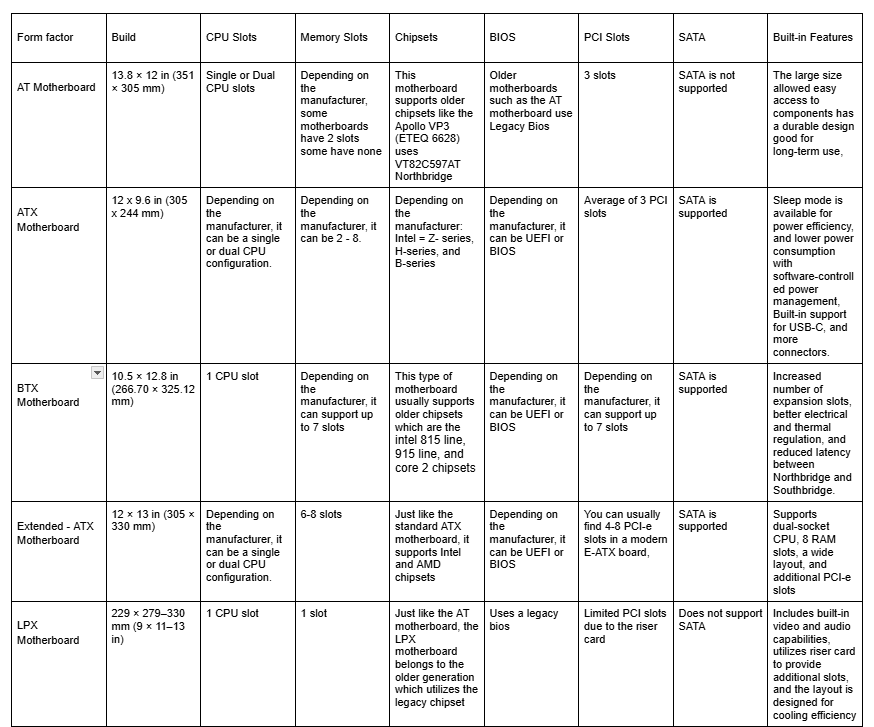 Form factor
Build
CPU Slots
Memory Slots
Chipsets
BIOS
PCI Slots
SATA
Built-in Features
AT Motherboard
13.8 × 12 in (351
× 305 mm)
Single or Dual
CPU slots
Depending on
the
manufacturer,
some
motherboards
have 2 slots
some have none
This
motherboard
supports older
chipsets like the
Apollo VP3
(ETEQ 6628)
uses
VT82C597AT
Northbridge
Older
motherboards
such as the AT
motherboard use
Legacy Bios
3 slots
SATA is not
supported
The large size
allowed easy
access to
components has
a durable design
good for
long-term use,
ATX
Motherboard
12 x 9.6 in (305
x 244 mm)
Depending on
the
manufacturer, it
can be a single
or dual CPU
configuration.
Depending on
the
manufacturer, it
can be 2 - 8.
Depending on
the
manufacturer:
Intel = Z- series,
H-series, and
B-series
Depending on
the
manufacturer, it
can be UEFI or
BIOS
Average of 3 PCI
slots
SATA is
supported
Sleep mode is
available for
power efficiency,
and lower power
consumption
with
software-controll
ed power
management,
Built-in support
for USB-C, and
more
connectors.
BTX
Motherboard
10.5 × 12.8 in
(266.70 × 325.12
mm)
1 CPU slot
Depending on
the
manufacturer, it
can support up
to 7 slots
This type of
motherboard
usually supports
older chipsets
which are the
intel 815 line,
915 line, and
core 2 chipsets
Depending on
the
manufacturer, it
can be UEFI or
BIOS
Depending on
the
manufacturer, it
can support up
to 7 slots
SATA is
supported
Increased
number of
expansion slots,
better electrical
and thermal
regulation, and
reduced latency
between
Northbridge and
Southbridge.
Extended - ATX
Motherboard
12 × 13 in (305 ×
330 mm)
Depending on
the
manufacturer, it
can be a single
or dual CPU
configuration.
6-8 slots
Just like the
standard ATX
motherboard, it
supports Intel
and AMD
chipsets
Depending on
the
manufacturer, it
can be UEFI or
BIOS
You can usually
find 4-8 PCI-e
slots in a modern
E-ATX board,
SATA is
supported
Supports
dual-socket
CPU, 8 RAM
slots, a wide
layout, and
additional PCI-e
slots
LPX
Motherboard
229 × 279–330
mm (9 × 11–13
in)
1 CPU slot
1 slot
Just like the AT
motherboard, the
LPX
motherboard
belongs to the
older generation
which utilizes the
legacy chipset
Uses a legacy
bios
Limited PCI slots
due to the riser
card
Does not support
SATA
Includes built-in
video and audio
capabilities,
utilizes riser card
to provide
additional slots,
and the layout is
designed for
cooling efficiency